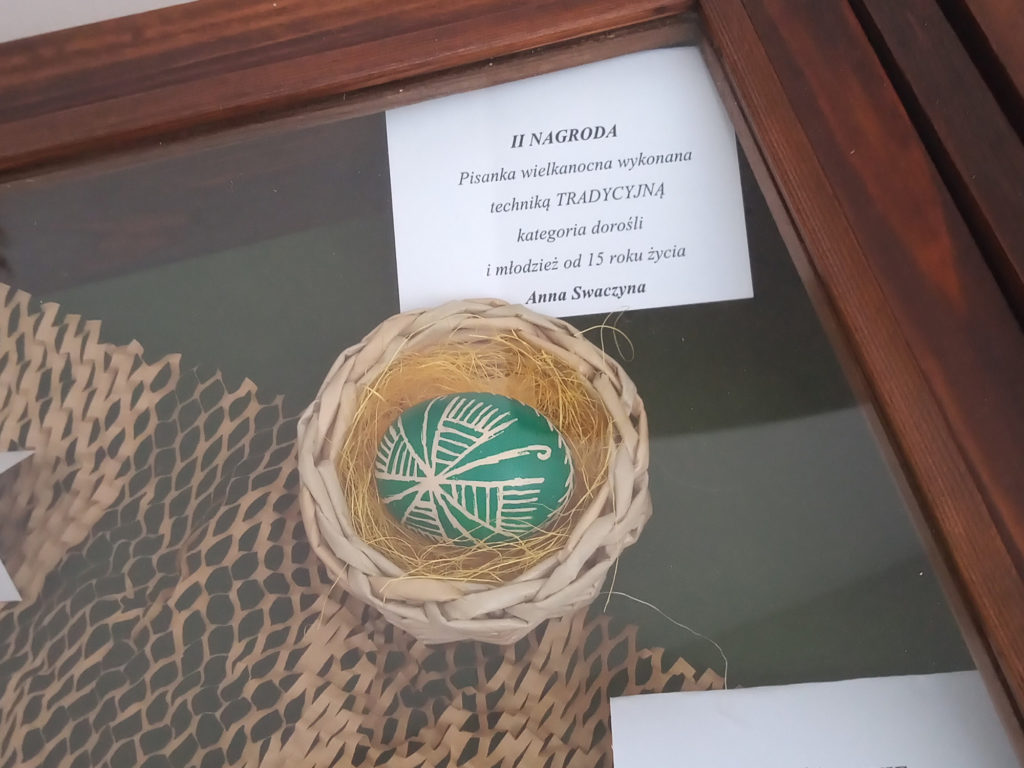 II NAGRODA
Pisanka wielkanocna wykonana
techniką TRADYCYJNĄ
kategoria dorośli
i młodzież od 15 roku życia
Anna Swaczyna